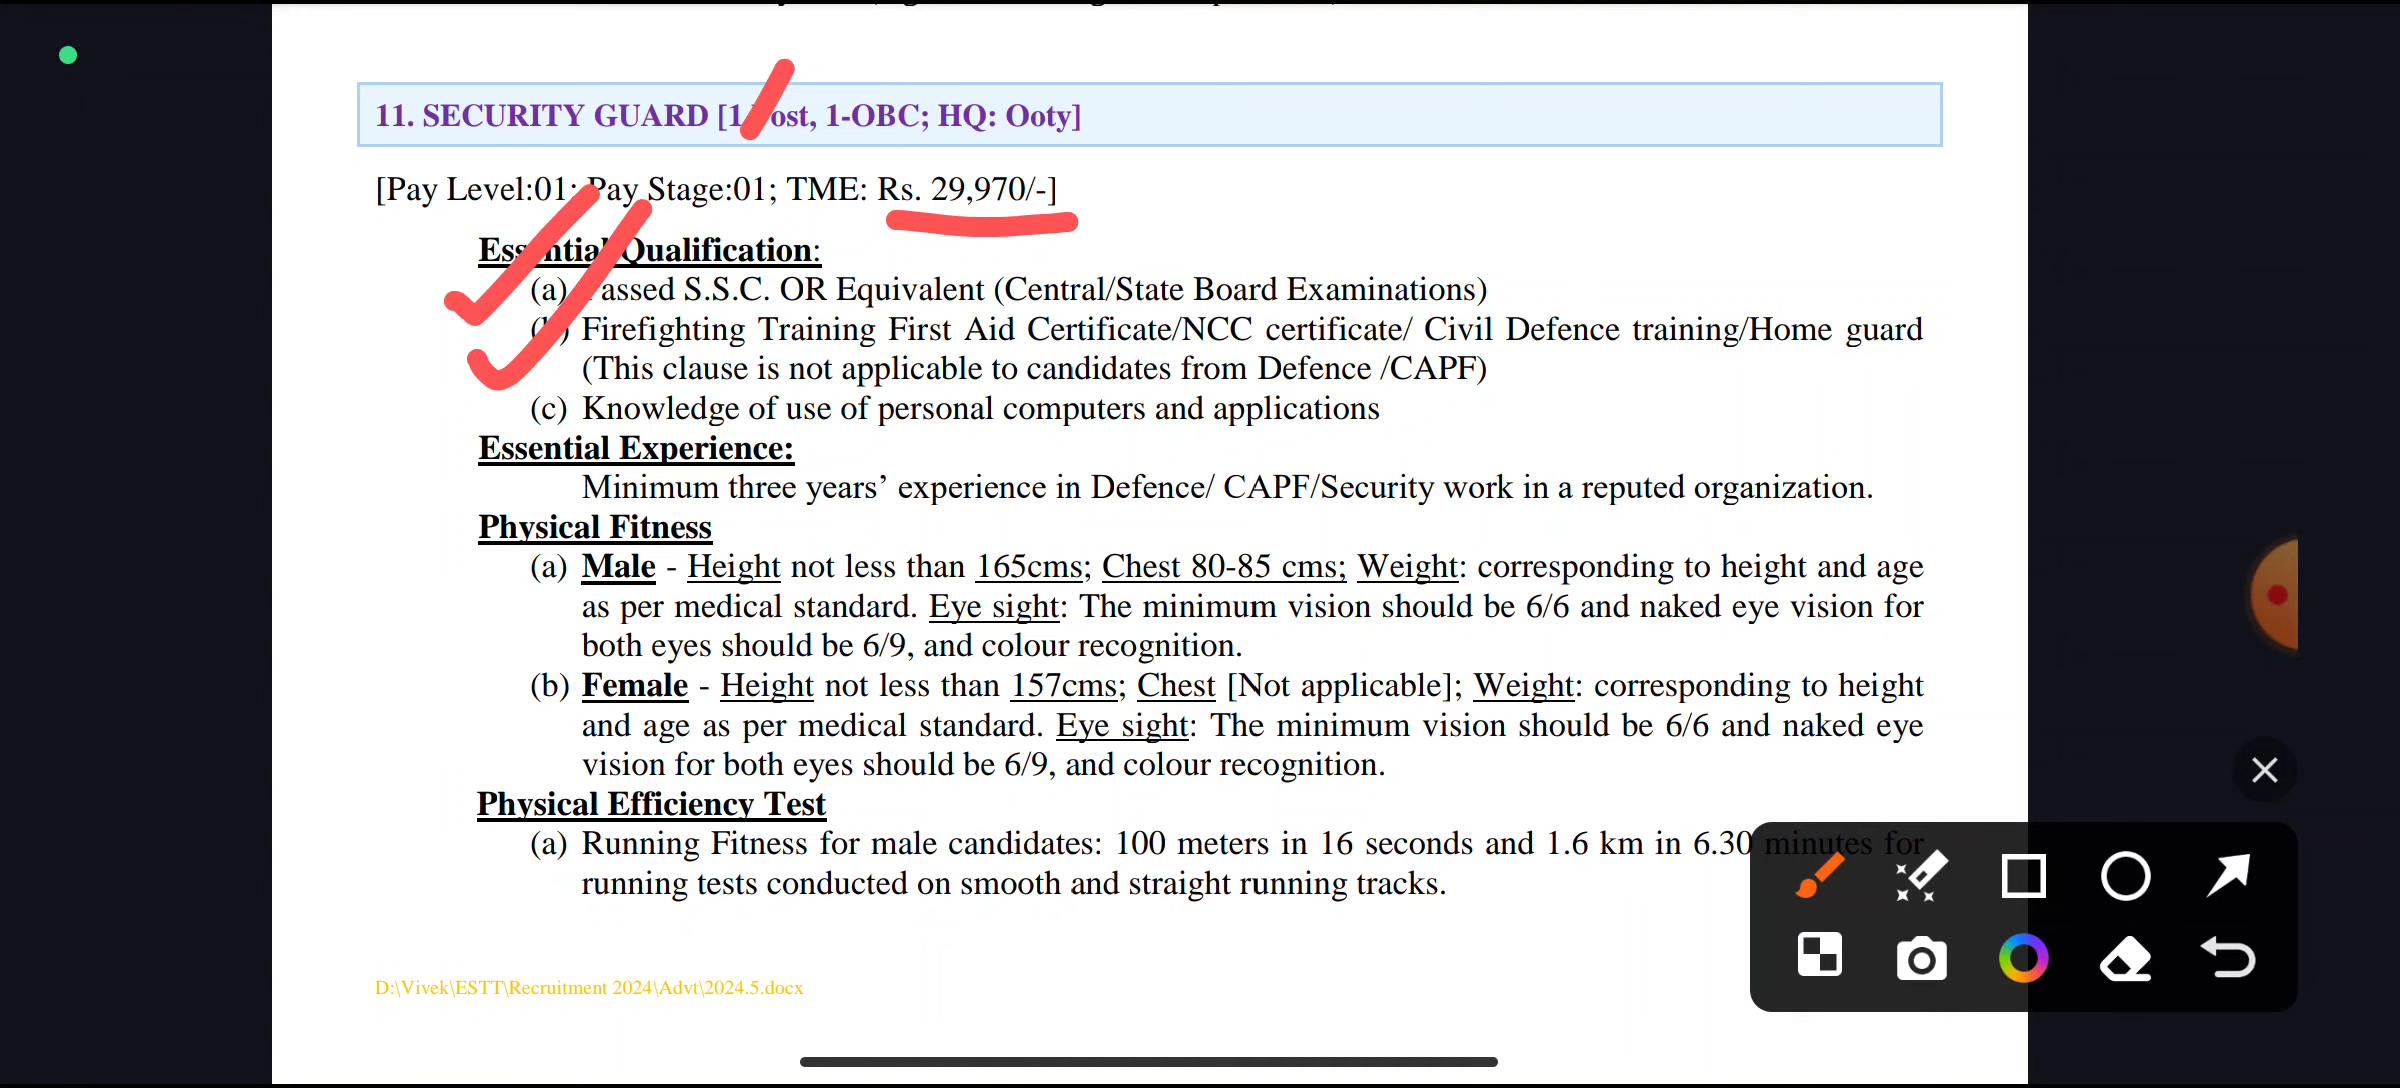 11. SECURITY GUARD [1 Post, 1-OBC; HQ: Ooty]
[Pay Level:01; Pay Stage:01; TME: Rs. 29,970/-]
Essential Qualification:
(a) Passed S.S.C. OR Equivalent (Central/State Board Examinations)
(b) Firefighting Training First Aid Certificate/NCC certificate/ Civil Defence training/Home guard
(This clause is not applicable to candidates from Defence /CAPF)
(c) Knowledge of use of personal computers and applications
Essential Experience:
Minimum three years’ experience in Defence/ CAPF/Security work in a reputed organization.
Physical Fitness
(a) Male - Height not less than 165cms; Chest 80-85 cms; Weight: corresponding to height and age
as per medical standard. Eye sight: The minimum vision should be 6/6 and naked eye vision for
both eyes should be 6/9, and colour recognition.
(b) Female - Height not less than 157cms; Chest [Not applicable]; Weight: corresponding to height
and age as per medical standard. Eye sight: The minimum vision should be 6/6 and naked eye
vision for both eyes should be 6/9, and colour recognition.
Physical Efficiency Test
(a) Running Fitness for male candidates: 100 meters in 16 seconds and 1.6 km in 6.30 minutes for
running tests conducted on smooth and straight running tracks.
D:\Vivek\ESTT\Recruitment 2024\Advt\2024.5.docx